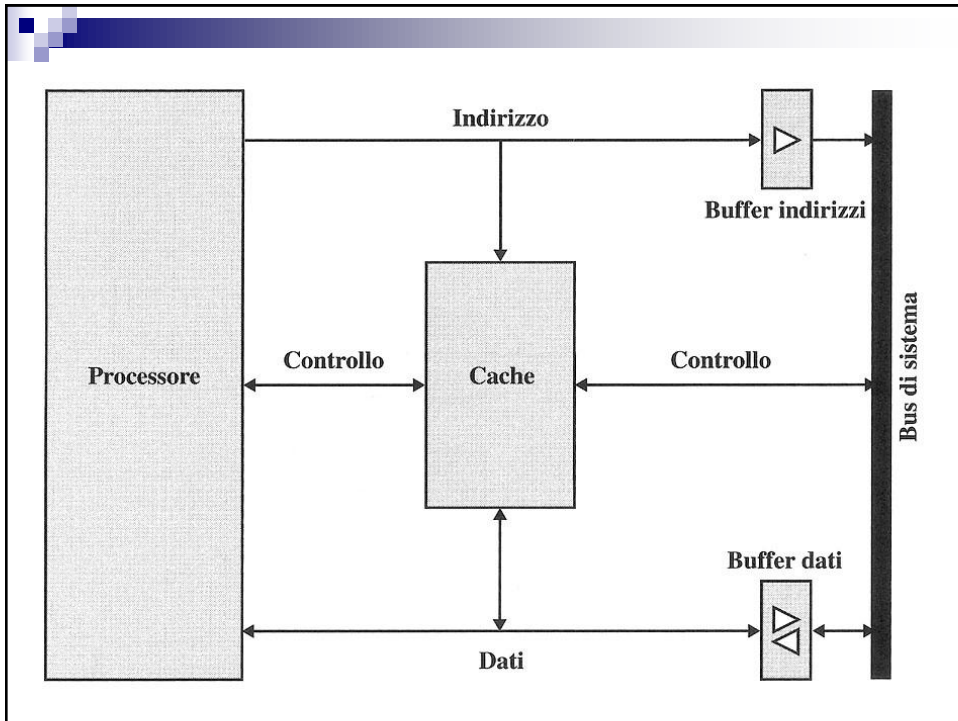 Indirizzo
Buffer indirizzi
Processore
Controllo
Cache
Controllo
Bus di sistema
Buffer dati
Dati